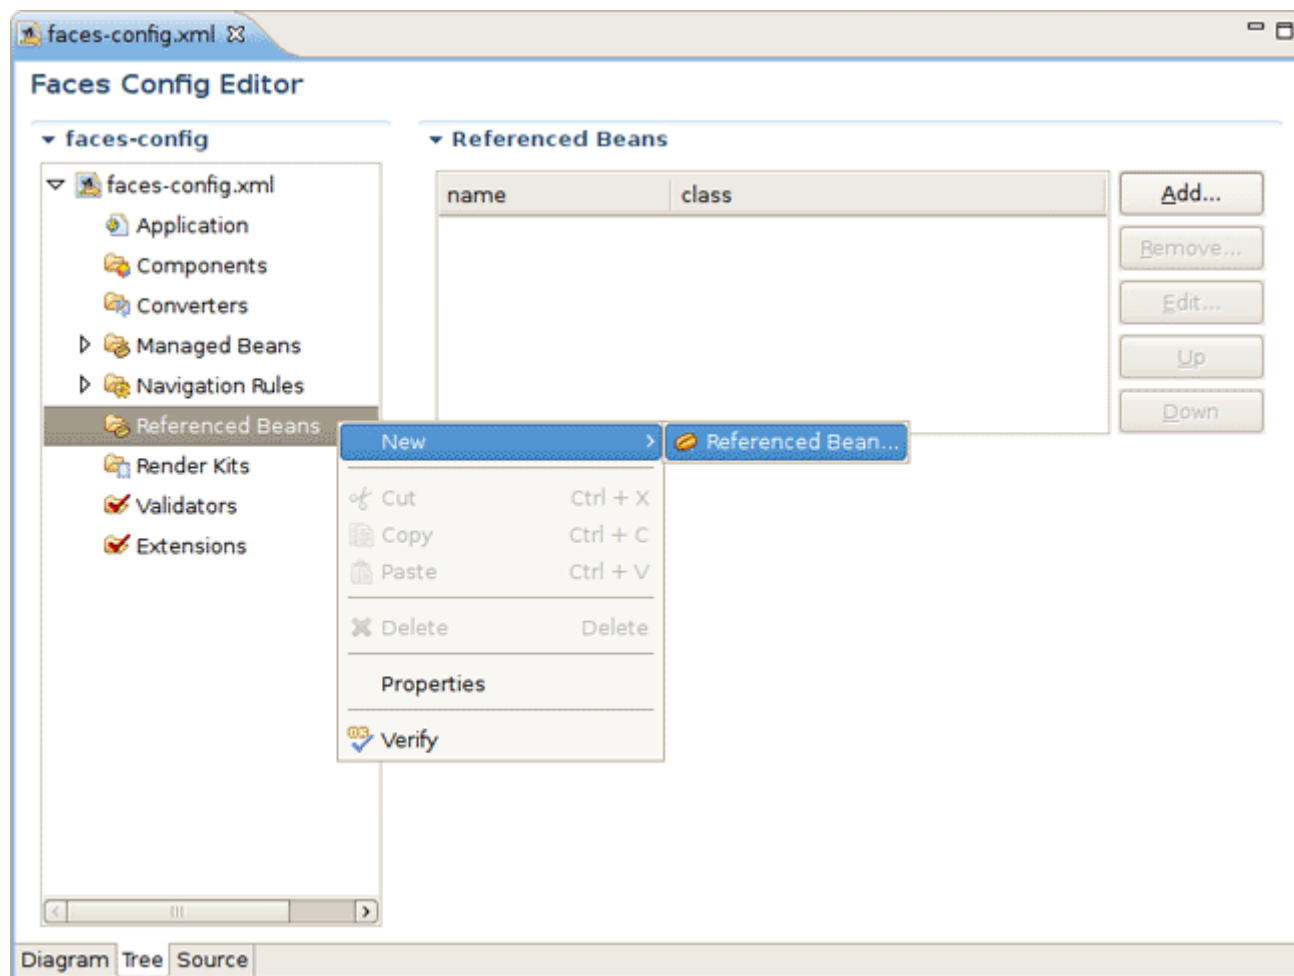 faces-config.xml
Faces Config Editor
faces-config
faces-config.xml
Application
Components
Converters
Managed Beans
Navigation Rules
Referenced Beans
Render Kits
Validators
Extensions
Referenced Beans
name class
Add...
Remove...
Edit...
Up
Down
New
Referenced Bean...
Cut Ctrl + X
Copy Ctrl + C
Paste Ctrl + V
Delete Delete
Properties
Verify
Diagram Tree Source